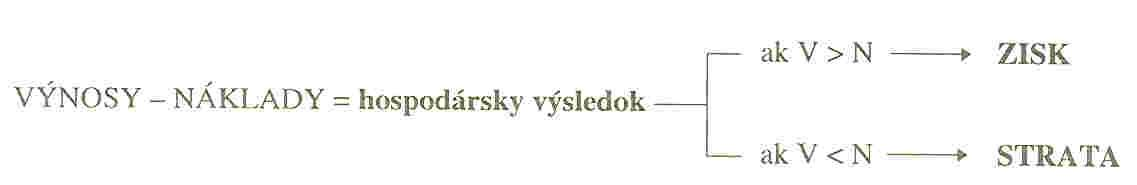 ak V > N ZISK
VÝNOSY – NÁKLADY = hospodársky výsledok
ak V < N STRATA